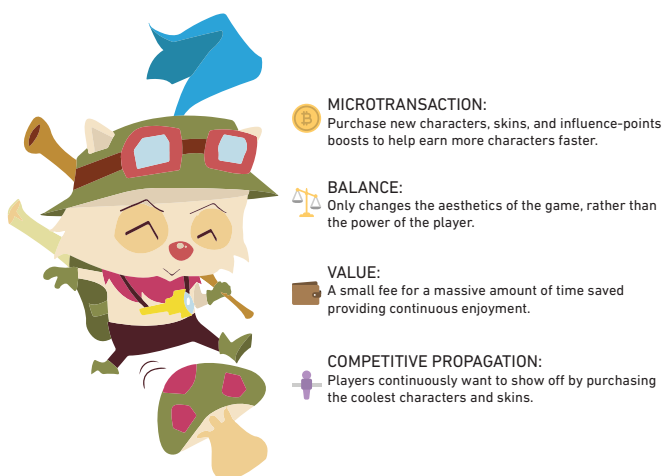 MICROTRANSACTION:
Purchase new characters, skins, and influence-points
boosts to help earn more characters faster.
BALANCE:
Only changes the aesthetics of the game, rather than
the power of the player.
VALUE:
A small fee for a massive amount of time saved
providing continuous enjoyment.
COMPETITIVE PROPAGATION:
Players continuously want to show off by purchasing
the coolest characters and skins.